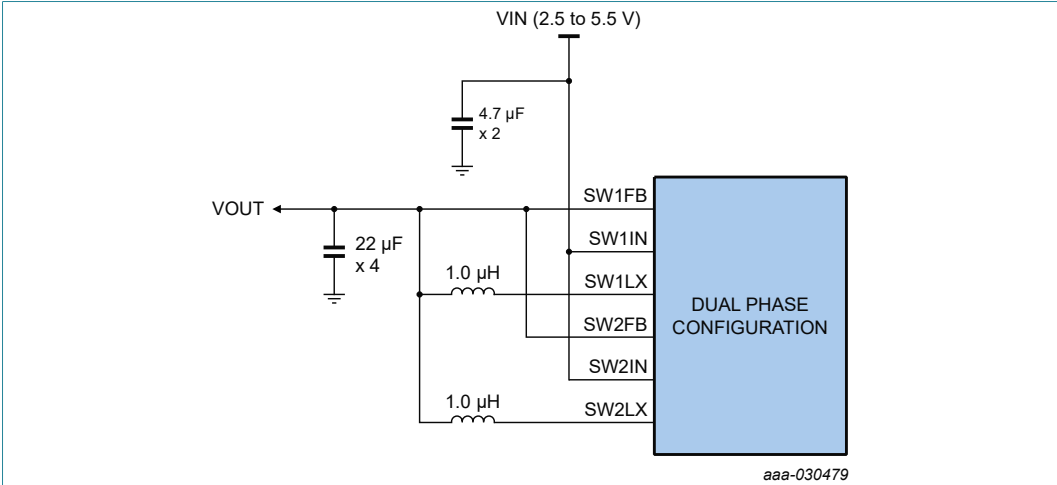 VIN (2.5 to 5.5 V)
4.7 µF
x 2
SW1FB
VOUT
SW1IN
22 µF
x 4
1.0 µH
SW1LX
DUAL PHASE
CONFIGURATION
SW2FB
SW2IN
1.0 µH
SW2LX
aaa-030479